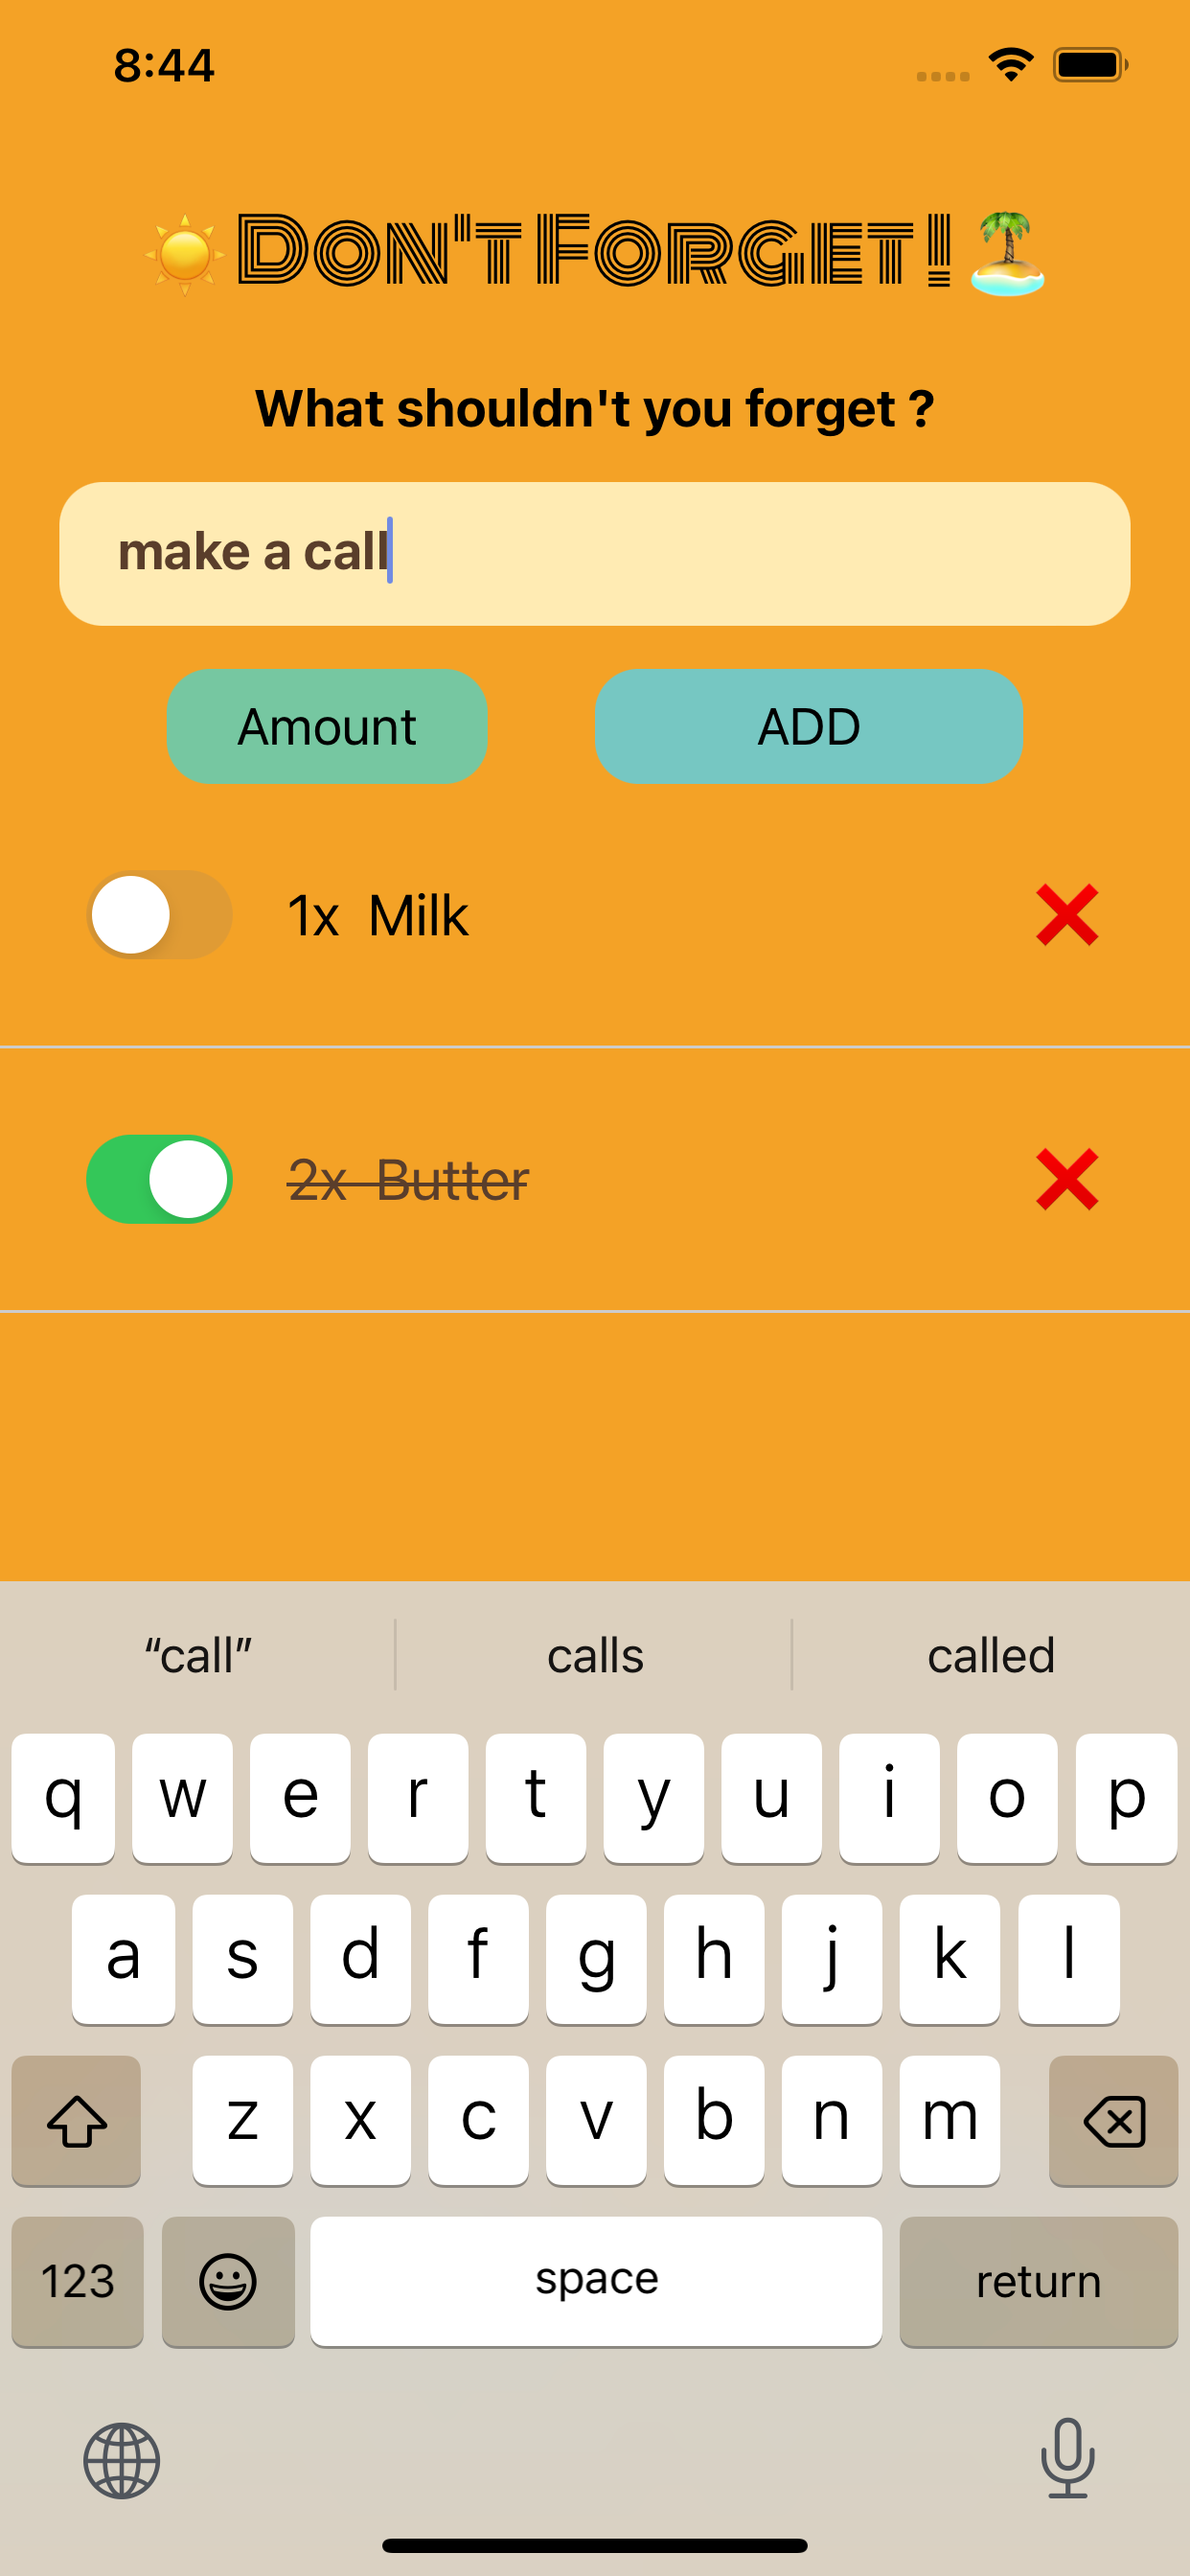 8:44
☀️ Don't Forget! 🏝️
What shouldn't you forget ?
make a call
Amount ADD
1x Milk
2x Butter
“call” calls called
q w e r t y u i o p
a s d f g h j k l
z x c v b n m
123 space return